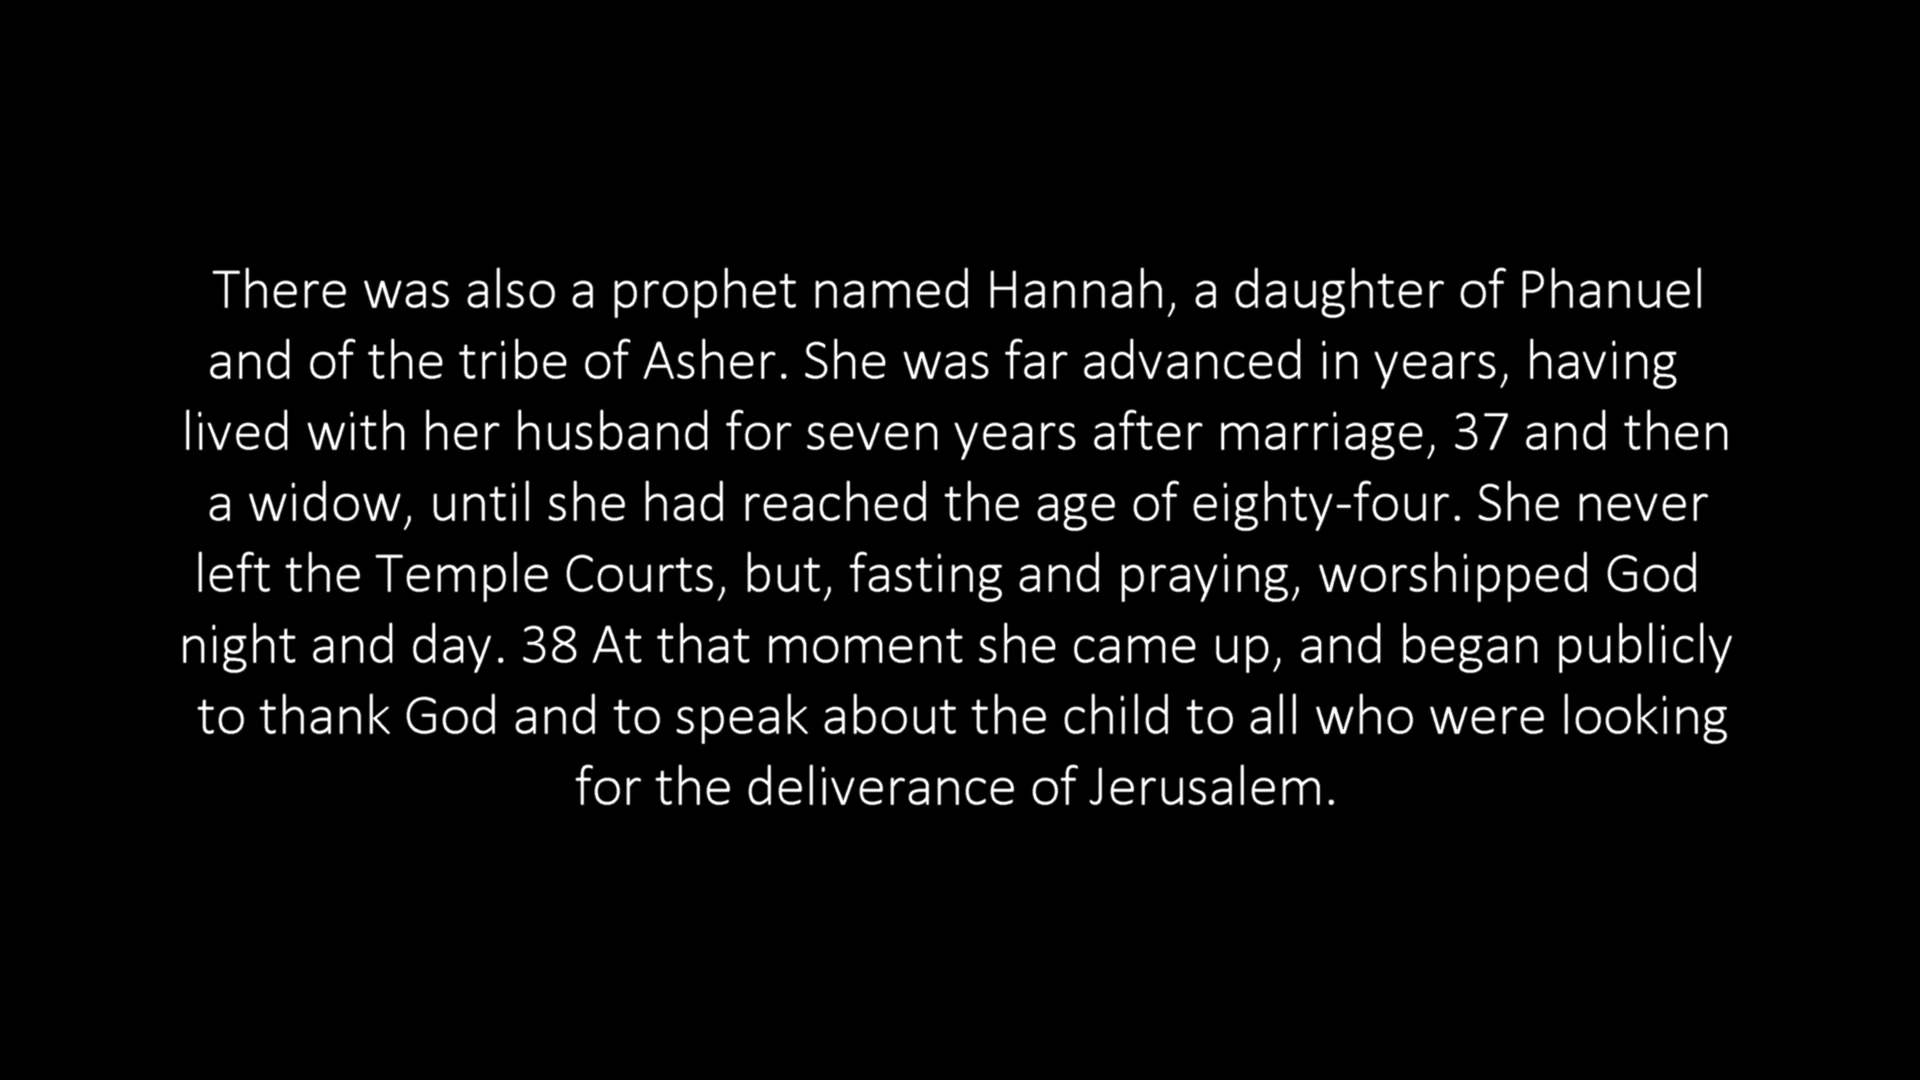 There was also a prophet named Hannah, a daughter of Phanuel
and of the tribe of Asher. She was far advanced in years, having
lived with her husband for seven years after marriage, 37 and then
a widow, until she had reached the age of eighty-four. She never
left the Temple Courts, but, fasting and praying, worshipped God
night and day. 38 At that moment she came up, and began publicly
to thank God and to speak about the child to all who were looking
for the deliverance of Jerusalem.